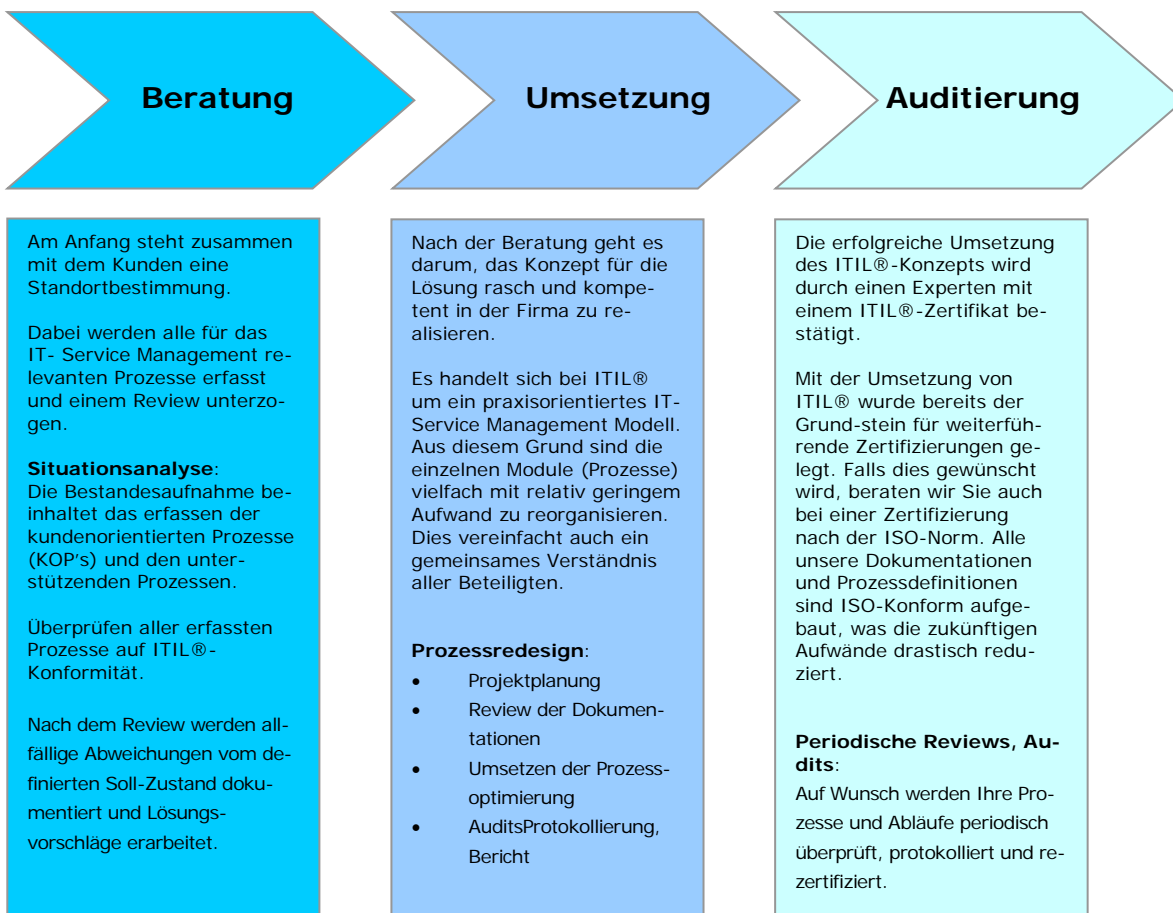 Beratung
Umsetzung
Auditierung
Am Anfang steht zusammen
mit dem Kunden eine
Standortbestimmung.
Dabei werden alle für das
IT- Service Management re-
levanten Prozesse erfasst
und einem Review unterzo-
gen.
Situationsanalyse:
Die Bestandesaufnahme be-
inhaltet das erfassen der
kundenorientierten Prozesse
(KOP's) und den unter-
stützenden Prozessen.
Überprüfen aller erfassten
Prozesse auf ITIL®-
Konformität.
Nach dem Review werden all-
fällige Abweichungen vom de-
finierten Soll-Zustand doku-
mentiert und Lösungs-
vorschläge erarbeitet.
Nach der Beratung geht es
darum, das Konzept für die
Lösung rasch und kompe-
tent in der Firma zu re-
alisieren.
Es handelt sich bei ITIL®
um ein praxisorientiertes IT-
Service Management Modell.
Aus diesem Grund sind die
einzelnen Module (Prozesse)
vielfach mit relativ geringem
Aufwand zu reorganisieren.
Dies vereinfacht auch ein
gemeinsames Verständnis
aller Beteiligten.
Prozessredesign:
• Projektplanung
• Review der Dokumen-
tationen
• Umsetzen der Prozess-
optimierung
• AuditsProtokollierung,
Bericht
Die erfolgreiche Umsetzung
des ITIL®-Konzepts wird
durch einen Experten mit
einem ITIL®-Zertifikat be-
stätigt.
Mit der Umsetzung von
ITIL® wurde bereits der
Grund-stein für weiterfüh-
rende Zertifizierungen ge-
legt. Falls dies gewünscht
wird, beraten wir Sie auch
bei einer Zertifizierung
nach der ISO-Norm. Alle
unsere Dokumentationen
und Prozessdefinitionen
sind ISO-Konform aufge-
baut, was die zukünftigen
Aufwände drastisch redu-
ziert.
Periodische Reviews, Au-
dits:
Auf Wunsch werden Ihre Pro-
zesse und Abläufe periodisch
überprüft, protokolliert und re-
zertifiziert.